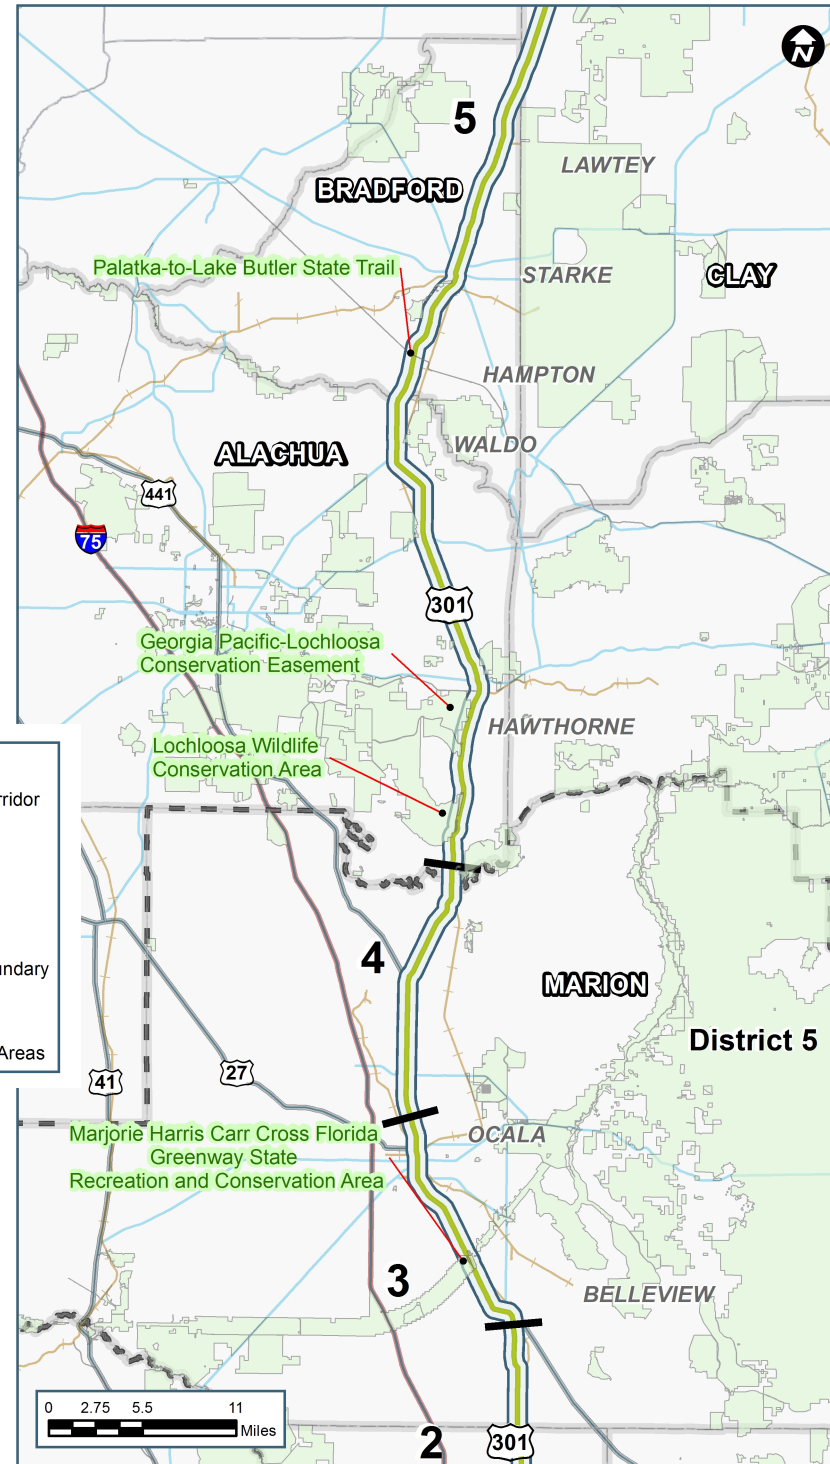 N
5
LAWTEY
BRADFORD
Palatka-to-Lake Butler State Trail
STARKE
CLAY
HAMPTON
WALDO
ALACHUA
441
75
301
Georgia Pacific-Lochloosa
Conservation Easement
HAWTHORNE
Lochloosa Wildlife
Conservation Area
rridor
4
undary
MARION
District 5
Areas
27
41
Marjorie Harris Carr Cross Florida
Greenway State
Recreation and Conservation Area
OCALA
3
BELLEVIEW
0 2.75 5.5 11
Miles
2
301